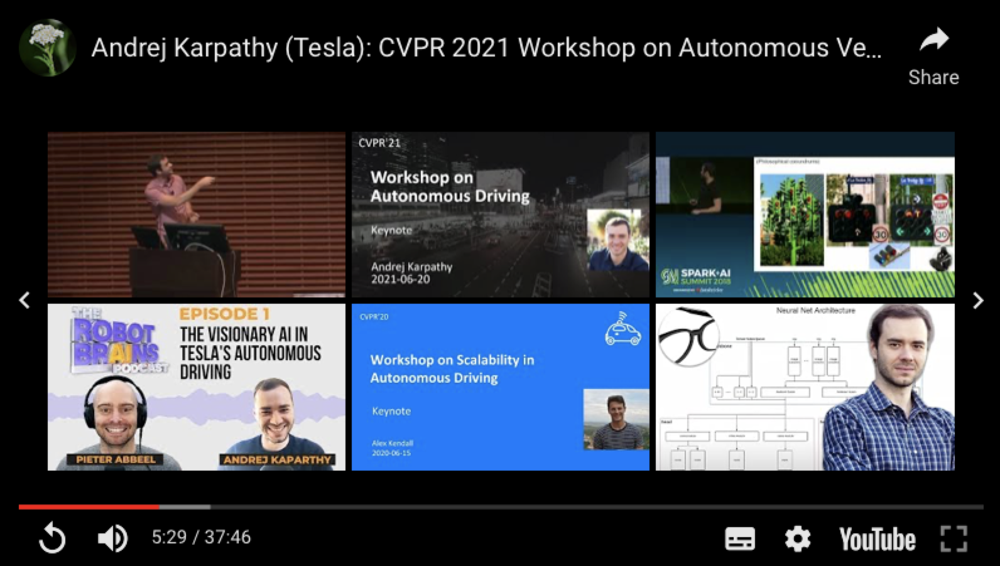 Andrej Karpathy (Tesla): CVPR 2021 Workshop on Autonomous Ve...
Share
CVPR'21
Workshop on
Autonomous Driving
Keynote
Andrej Karpathy
2021-06-20
(Philosophical conundrums)
30
30
SPARK+AI
SUMMIT 2018
THE
ROBOT
BRAINS
PODCAST
EPISODE 1
THE VISIONARY AI IN
TESLA'S AUTONOMOUS
DRIVING
PIETER ABBEEL
ANDREJ KAPARTHY
CVPR'20
Workshop on Scalability in
Autonomous Driving
Keynote
Alex Kendall
2020-06-15
Neural Net Architecture
5:29 / 37:46
YouTube